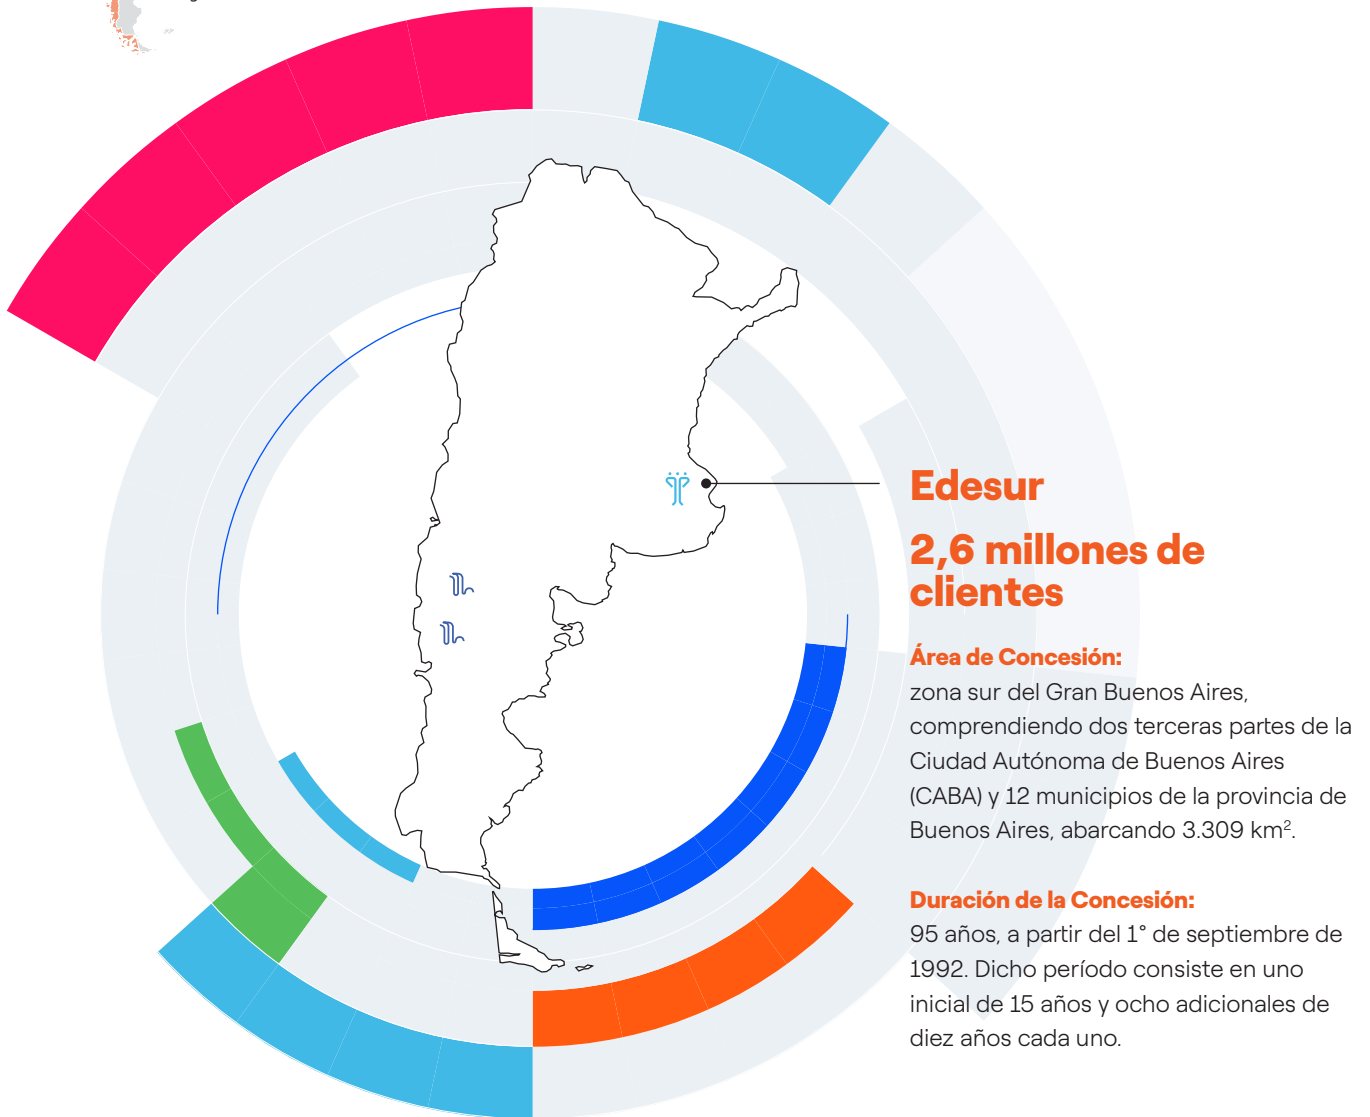 Edesur
2,6 millones de
clientes
Área de Concesión:
zona sur del Gran Buenos Aires,
comprendiendo dos terceras partes de la
Ciudad Autónoma de Buenos Aires
(CABA) y 12 municipios de la provincia de
Buenos Aires, abarcando 3.309 km².
Duración de la Concesión:
95 años, a partir del 1° de septiembre de
1992. Dicho período consiste en uno
inicial de 15 años y ocho adicionales de
diez años cada uno.